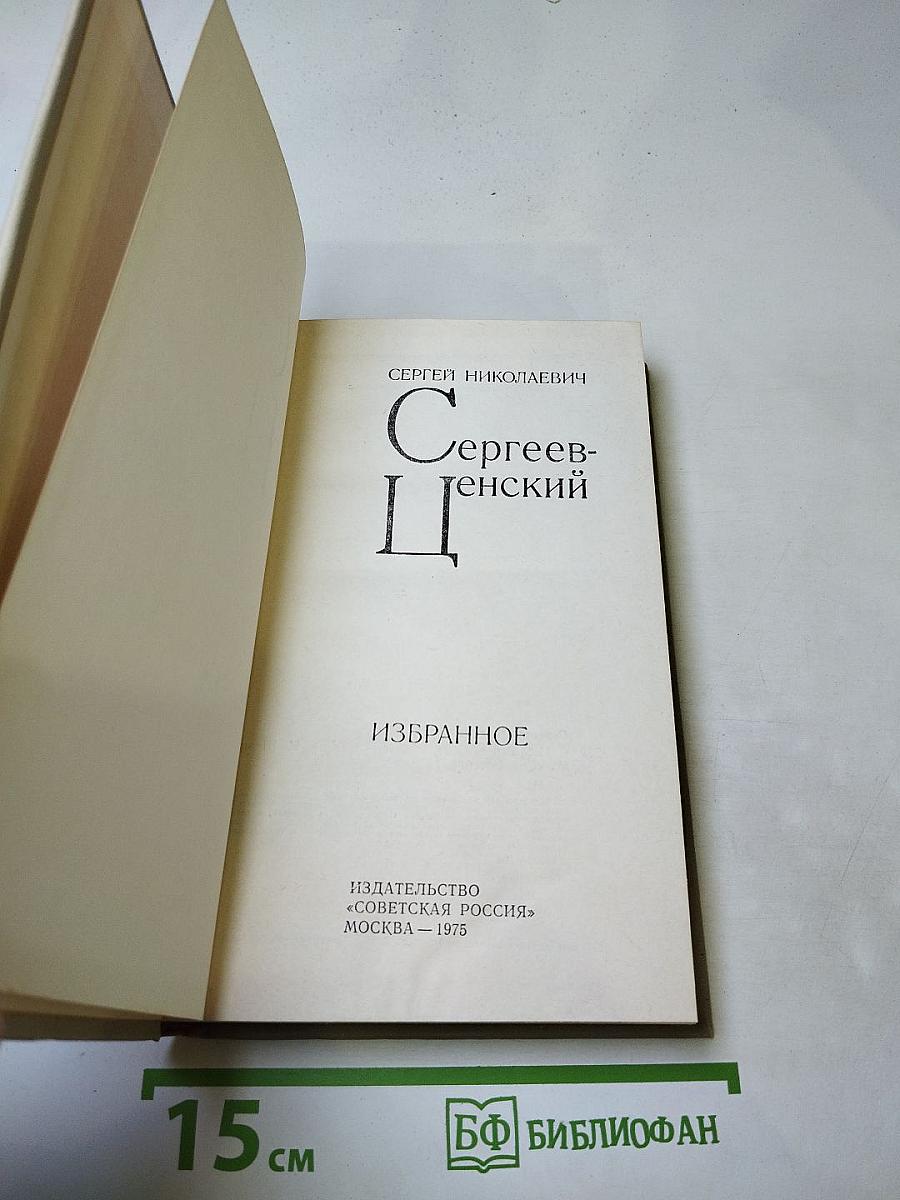 СЕРГЕЙ НИКОЛАЕВИЧ
Сергеев-
Ценский
ИЗБРАННОЕ
ИЗДАТЕЛЬСТВО
«СОВЕТСКАЯ РОССИЯ»
МОСКВА — 1975
15 см
БФ БИБЛИОФАН